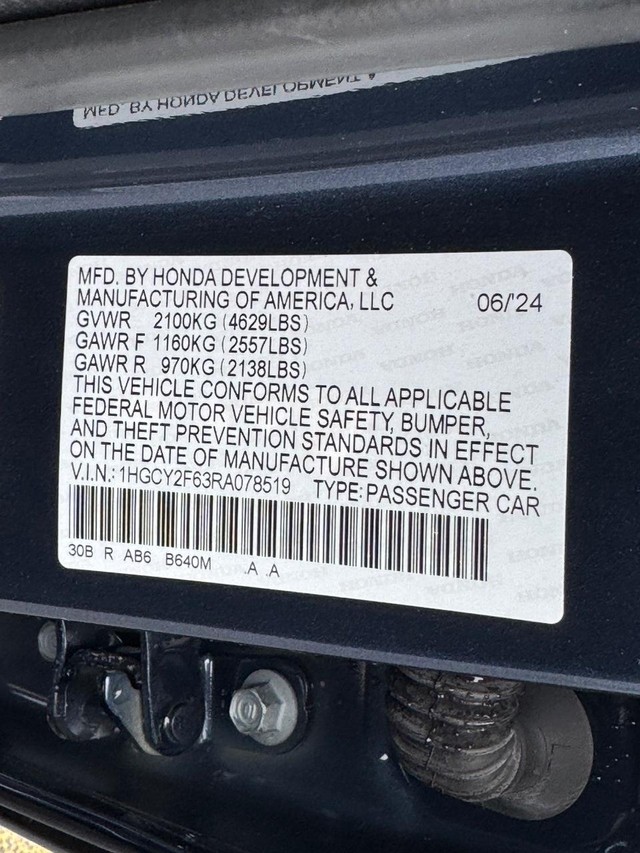 MFD. BY HONDA DEVELOPMENT &
MANUFACTURING OF AMERICA, LLC 06/'24
GVWR 2100KG (4629LBS)
GAWR F 1160KG (2557LBS)
GAWR R 970KG (2138LBS)
THIS VEHICLE CONFORMS TO ALL APPLICABLE
FEDERAL MOTOR VEHICLE SAFETY, BUMPER,
AND THEFT PREVENTION STANDARDS IN EFFECT
ON THE DATE OF MANUFACTURE SHOWN ABOVE.
V.I.N.: 1HGCY2F63RA078519 TYPE: PASSENGER CAR
30B R AB6 B640M .A .A